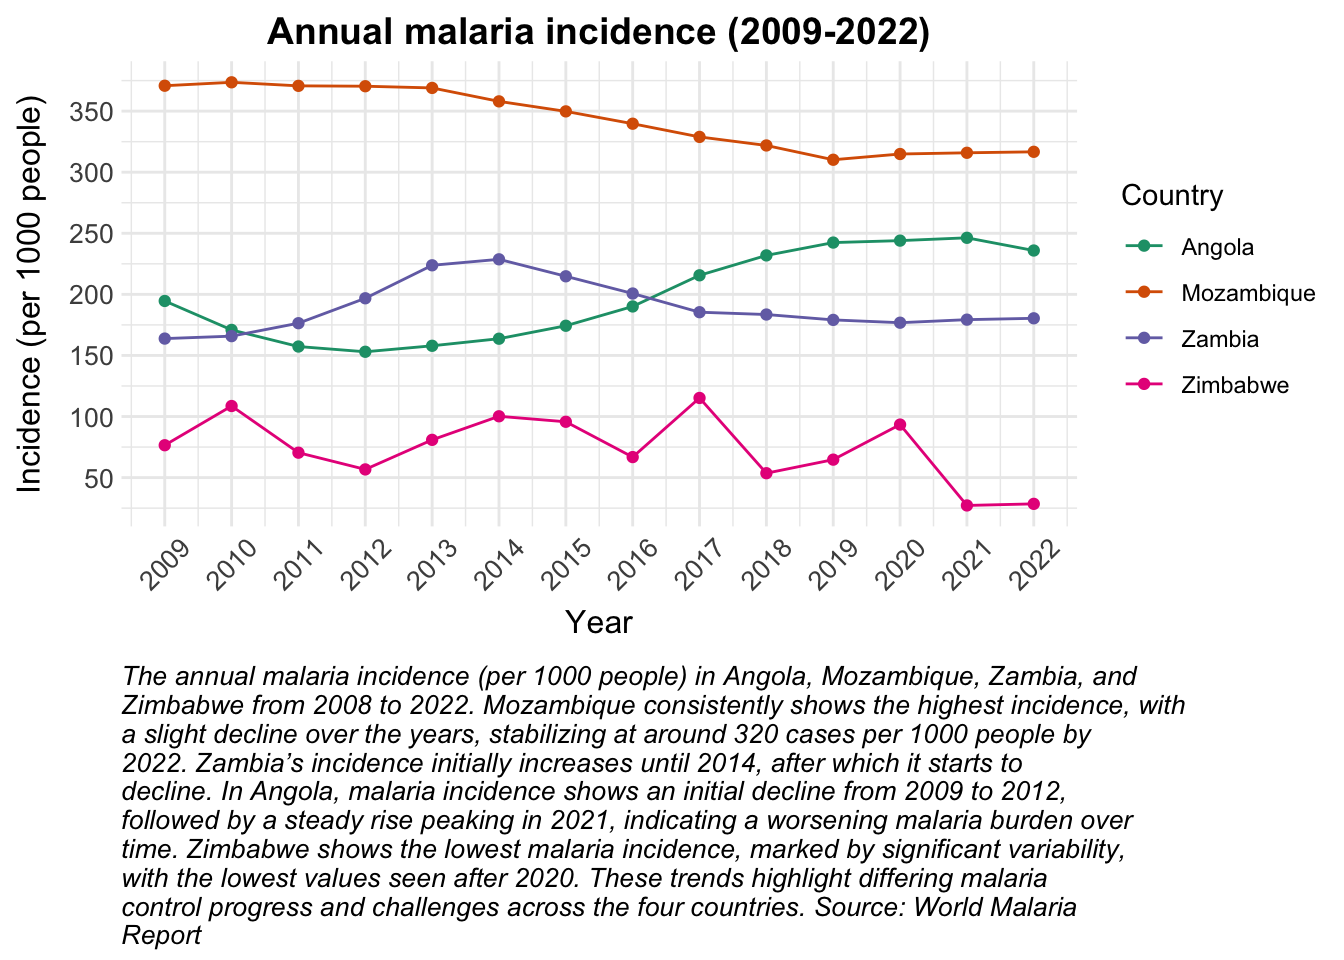 Annual malaria incidence (2009-2022)
Incidence (per 1000 people)
350
300
250
200
150
100
50
2009
2010
2011
2012
2013
2014
2015
2016
2017
2018
2019
2020
2021
2022
Year
Country
Angola
Mozambique
Zambia
Zimbabwe
The annual malaria incidence (per 1000 people) in Angola, Mozambique, Zambia, and
Zimbabwe from 2008 to 2022. Mozambique consistently shows the highest incidence, with
a slight decline over the years, stabilizing at around 320 cases per 1000 people by
2022. Zambia’s incidence initially increases until 2014, after which it starts to
decline. In Angola, malaria incidence shows an initial decline from 2009 to 2012,
followed by a steady rise peaking in 2021, indicating a worsening malaria burden over
time. Zimbabwe shows the lowest malaria incidence, marked by significant variability,
with the lowest values seen after 2020. These trends highlight differing malaria
control progress and challenges across the four countries. Source: World Malaria
Report